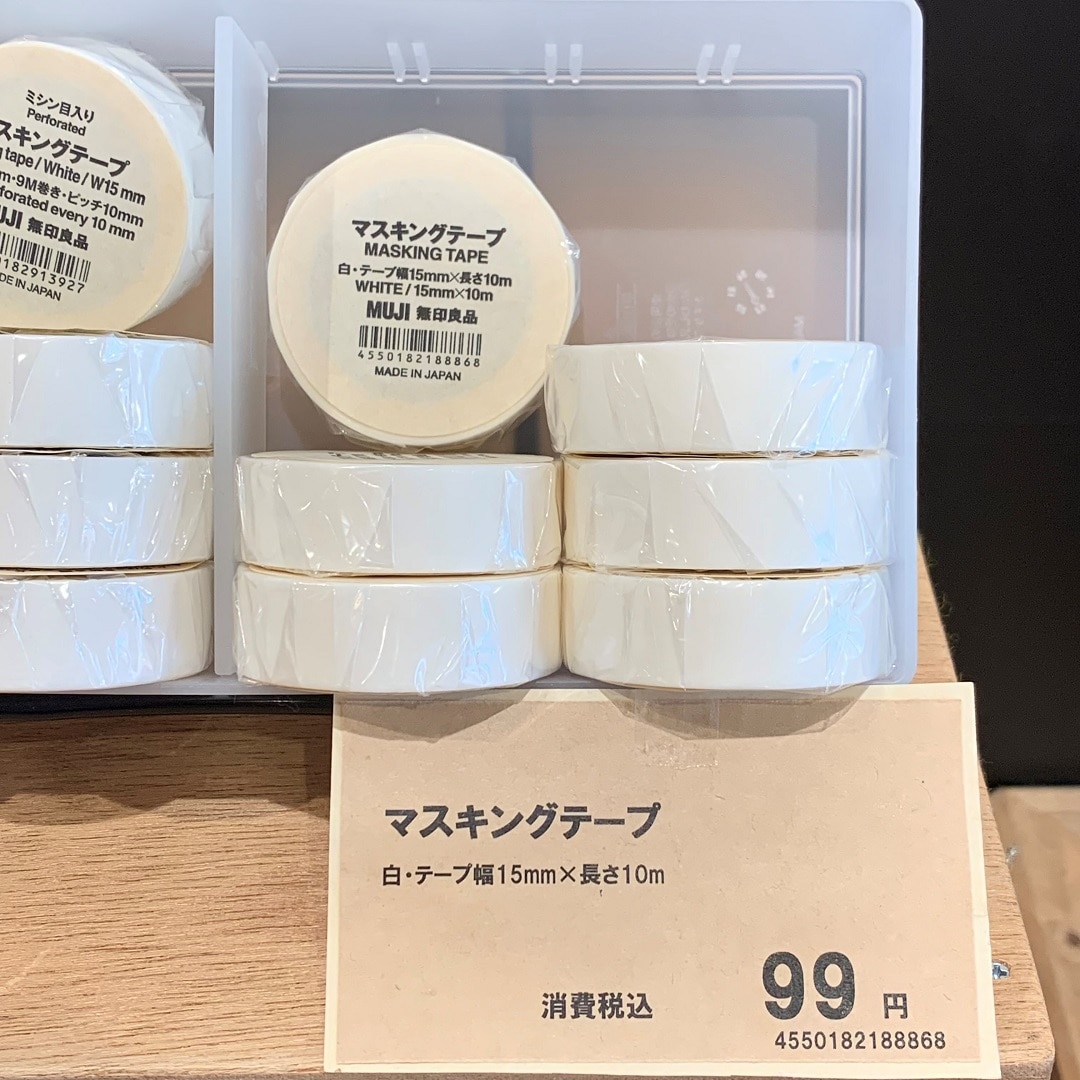 ミシン目入り
Perforated
スキングテープ
tape / White / W15 mm
9M巻き・ピッチ10mm
forated every 10 mm
無印良品
182913927
DE IN JAPAN
マスキングテープ
MASKING TAPE
白・テープ幅15mm×長さ10m
WHITE / 15mm×10m
MUJI 無印良品
4550182188868
MADE IN JAPAN
マスキングテープ
白・テープ幅15mm×長さ10m
消費税込 99 円
4550182188868